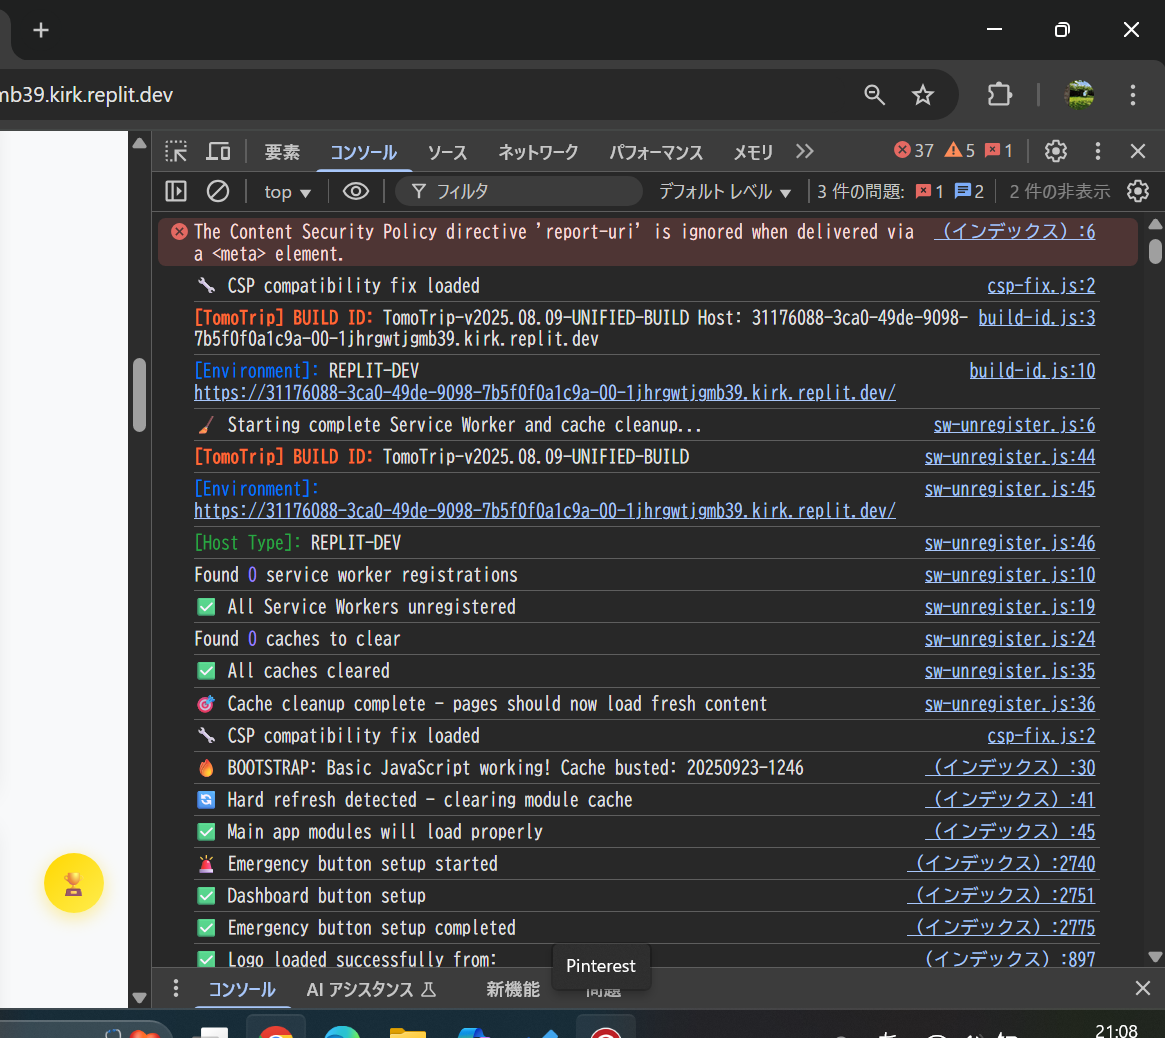 mb39.kirk.replit.dev
要素 コンソール ソース ネットワーク パフォーマンス メモリ 37 5 1
top フィルタ デフォルト レベル 3 件の問題: 1 2 2 件の非表示
The Content Security Policy directive 'report-uri' is ignored when delivered via (インデックス):6
a <meta> element.
CSP compatibility fix loaded csp-fix.js:2
[TomoTrip] BUILD ID: TomoTrip-v2025.08.09-UNIFIED-BUILD Host: 31176088-3ca0-49de-9098- build-id.js:3
7b5f0f0a1c9a-00-1jhrgwtjgmb39.kirk.replit.dev
[Environment]: REPLIT-DEV build-id.js:10
https://31176088-3ca0-49de-9098-7b5f0f0a1c9a-00-1jhrgwtjgmb39.kirk.replit.dev/
Starting complete Service Worker and cache cleanup... sw-unregister.js:6
[TomoTrip] BUILD ID: TomoTrip-v2025.08.09-UNIFIED-BUILD sw-unregister.js:44
[Environment]: sw-unregister.js:45
https://31176088-3ca0-49de-9098-7b5f0f0a1c9a-00-1jhrgwtjgmb39.kirk.replit.dev/
[Host Type]: REPLIT-DEV sw-unregister.js:46
Found 0 service worker registrations sw-unregister.js:10
All Service Workers unregistered sw-unregister.js:19
Found 0 caches to clear sw-unregister.js:24
All caches cleared sw-unregister.js:35
Cache cleanup complete - pages should now load fresh content sw-unregister.js:36
CSP compatibility fix loaded csp-fix.js:2
BOOTSTRAP: Basic JavaScript working! Cache busted: 20250923-1246 (インデックス):30
Hard refresh detected - clearing module cache (インデックス):41
Main app modules will load properly (インデックス):45
Emergency button setup started (インデックス):2740
Dashboard button setup (インデックス):2751
Emergency button setup completed (インデックス):2775
Logo loaded successfully from: (インデックス):897
Pinterest
コンソール AI アシスタンス 新機能 問題
21:08